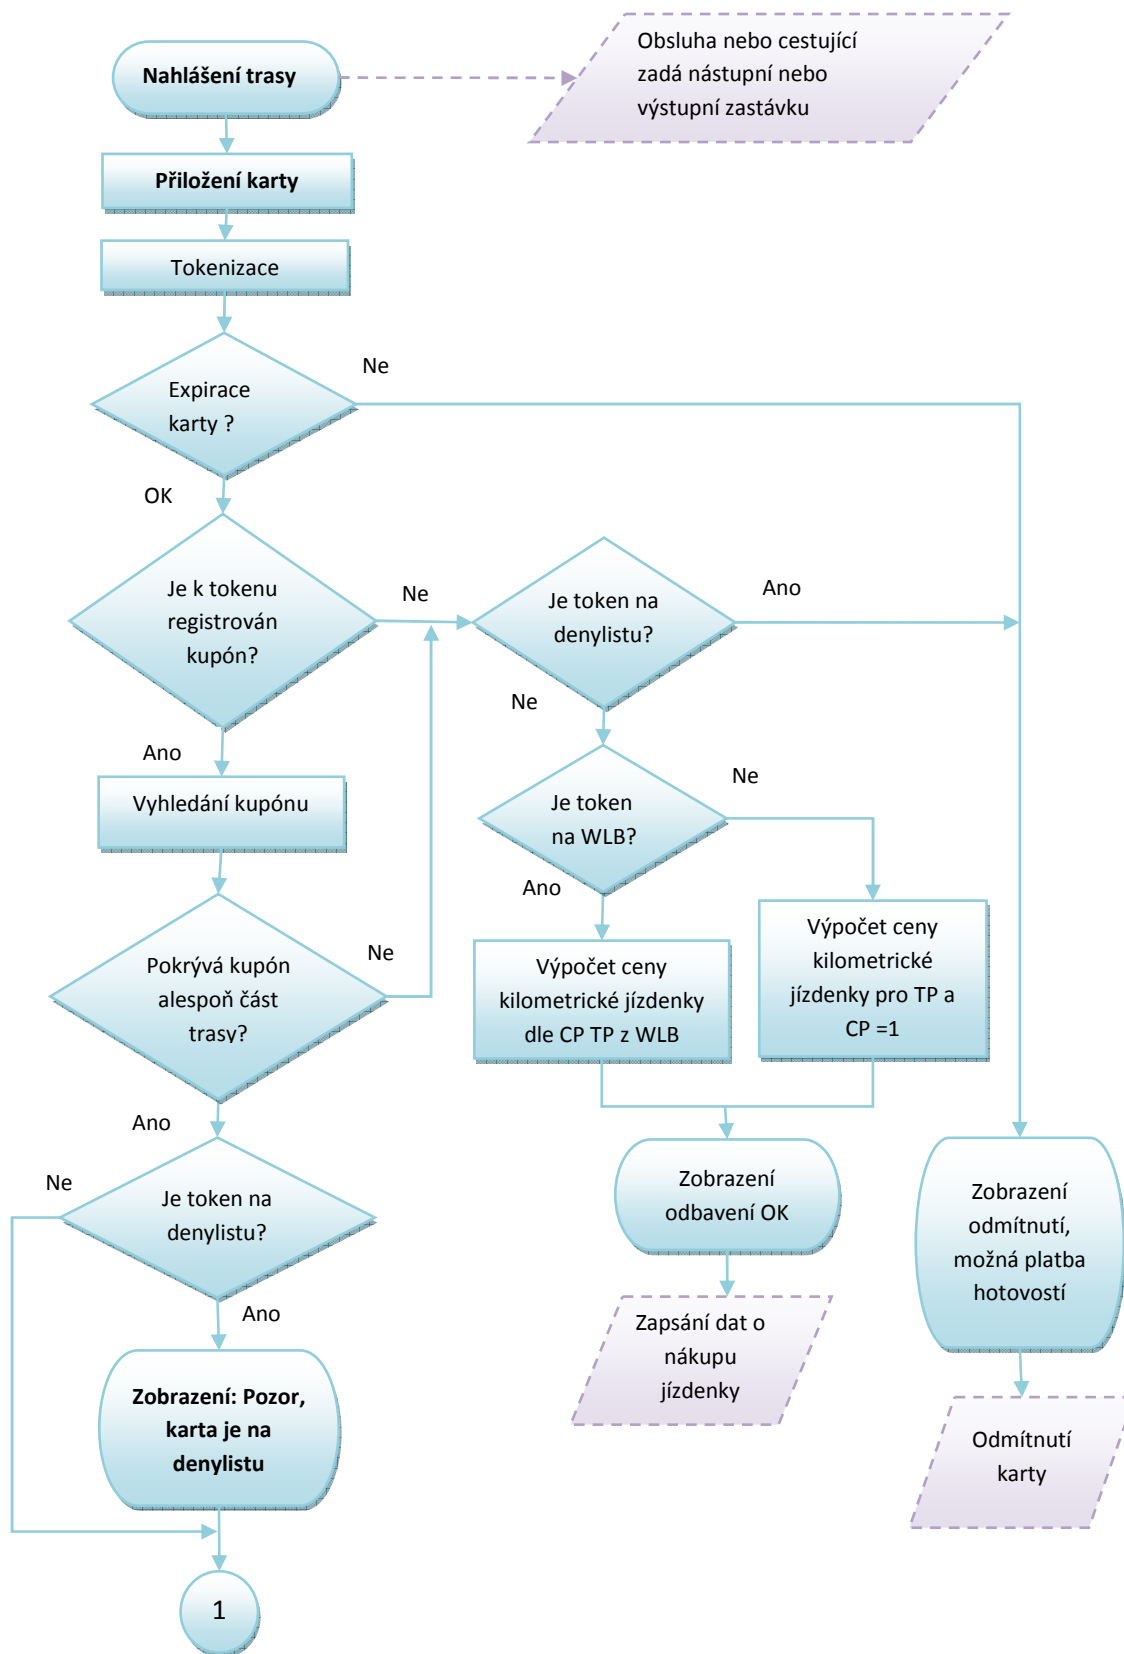 Nahlášení trasy
Obsluha nebo cestující
zadá nástupní nebo
výstupní zastávku
Přiložení karty
Tokenizace
Expirace
karty ?
Ne
OK
Je k tokenu
registrován
kupón?
Ne
Je token na
denylistu?
Ano
Ne
Ano
Vyhledání kupónu
Je token
na WLB?
Ne
Ano
Pokrývá kupón
alespoň část
trasy?
Ne
Výpočet ceny
kilometrické jízdenky
dle CP TP z WLB
Výpočet ceny
kilometrické
jízdenky pro TP a
CP =1
Ano
Ne
Je token na
denylistu?
Zobrazení
odbavení OK
Zobrazení
odmítnutí,
možná platba
hotovostí
Ano
Zobrazení: Pozor,
karta je na
denylistu
Zapsání dat o
nákupu
jízdenky
Odmítnutí
karty
1